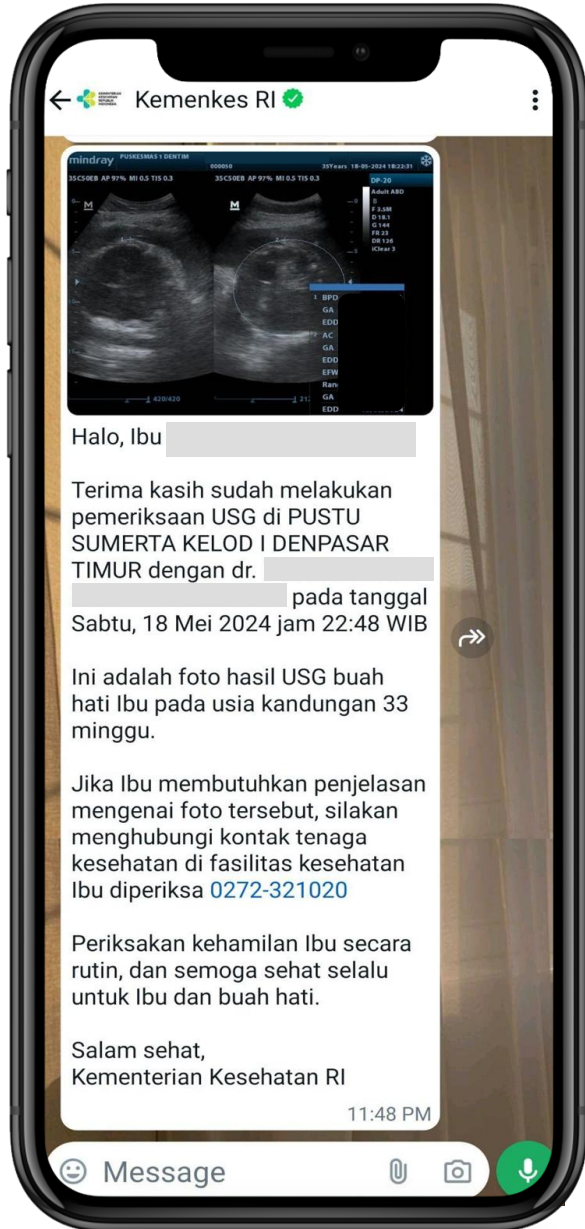 Kemenkes RI
mindray PUSKESMAS 1 DENTIM 000050 35Years 18-05-2024 18:22:31
35C50EB AP 97% MI 0.5 TIS 0.3 35C50EB AP 97% MI 0.5 TIS 0.3 DP-20
Adult ABD
M M B
F 3.5M
D 18.1
G 144
FR 23
DR 126
iClear 3
1 BPD
GA
EDD
2 AC
GA
EDD
EFW
GA
EDD
420/420
Halo, Ibu
Terima kasih sudah melakukan
pemeriksaan USG di PUSTU
SUMERTA KELOD I DENPASAR
TIMUR dengan dr.
pada tanggal
Sabtu, 18 Mei 2024 jam 22:48 WIB
Ini adalah foto hasil USG buah
hati Ibu pada usia kandungan 33
minggu.
Jika Ibu membutuhkan penjelasan
mengenai foto tersebut, silakan
menghubungi kontak tenaga
kesehatan di fasilitas kesehatan
Ibu diperiksa 0272-321020
Periksakan kehamilan Ibu secara
rutin, dan semoga sehat selalu
untuk Ibu dan buah hati.
Salam sehat,
Kementerian Kesehatan RI
11:48 PM
Message